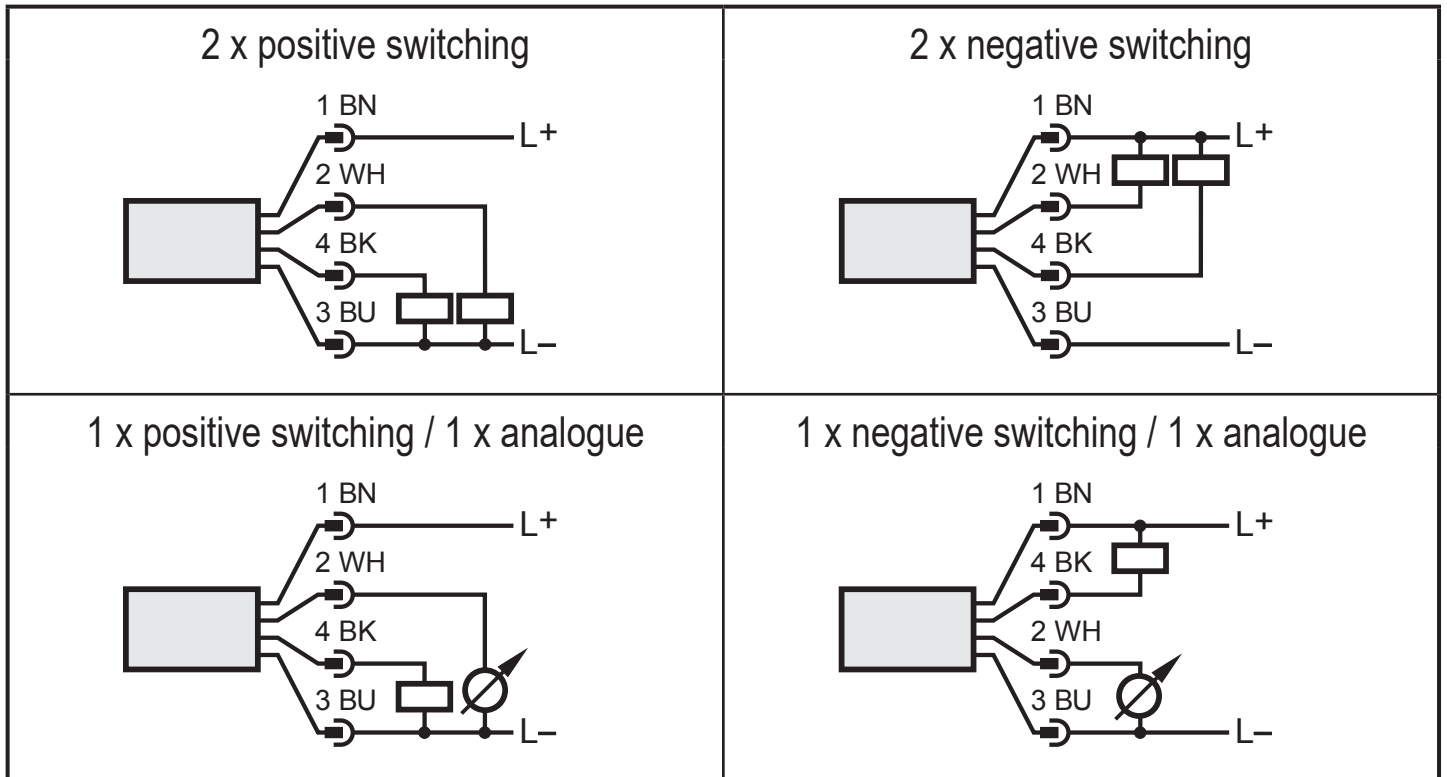 2 x positive switching
1 BN
L+
2 WH
4 BK
3 BU
L–
2 x negative switching
1 BN
L+
2 WH
4 BK
3 BU
L–
1 x positive switching / 1 x analogue
1 BN
L+
2 WH
4 BK
3 BU
L–
1 x negative switching / 1 x analogue
1 BN
L+
4 BK
2 WH
3 BU
L–